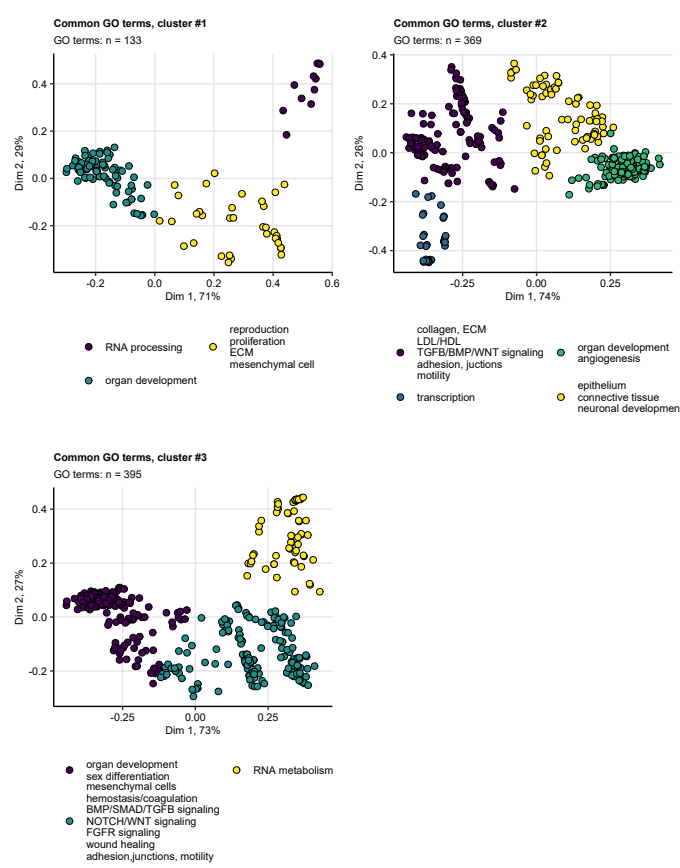 Common GO terms, cluster #1
GO terms: n = 133
0.4
0.2
0.0
-0.2
Dim 2, 29%
-0.2
0.0
0.2
0.4
0.6
Dim 1, 71%
RNA processing
organ development
reproduction
proliferation
ECM
mesenchymal cell
Common GO terms, cluster #2
GO terms: n = 369
0.4
0.2
0.0
-0.2
-0.4
Dim 2, 26%
-0.25
0.00
0.25
Dim 1, 74%
collagen, ECM
LDL/HDL
TGFB/BMP/WNT signaling
adhesion, juctions
motility
transcription
organ development
angiogenesis
epithelium
connective tissue
neuronal developmen
Common GO terms, cluster #3
GO terms: n = 395
0.4
0.2
0.0
-0.2
Dim 2, 27%
-0.25
0.00
0.25
Dim 1, 73%
organ development
sex differentiation
mesenchymal cells
hemostasis/coagulation
BMP/SMAD/TGFB signaling
NOTCH/WNT signaling
FGFR signaling
wound healing
adhesion,junctions, motility
RNA metabolism